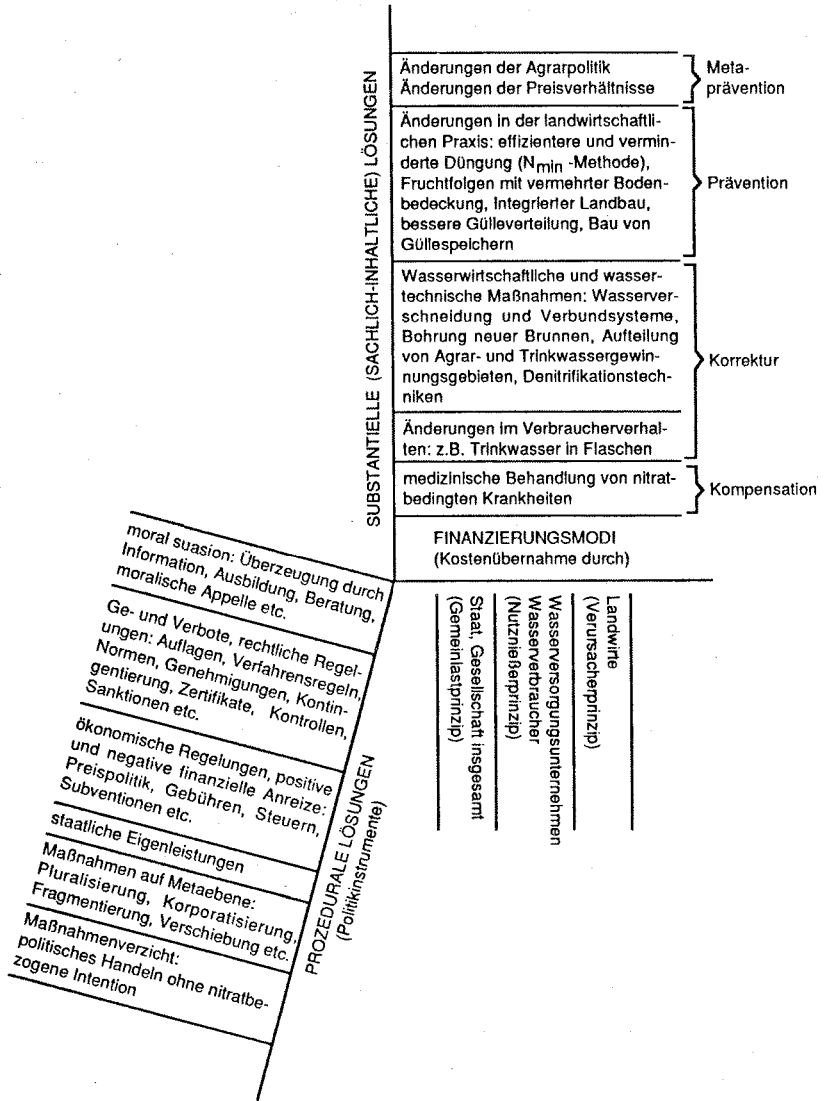 SUBSTANTIELLE (SACHLICH-INHALTLICHE) LÖSUNGEN
Änderungen der Agrarpolitik
Änderungen der Preisverhältnisse
Meta-
prävention
Änderungen in der landwirtschaftli-
chen Praxis: effizientere und vermin-
derte Düngung (Nmin -Methode),
Fruchtfolgen mit vermehrter Boden-
bedeckung, Integrierter Landbau,
bessere Gülleverteilung, Bau von
Güllespeichern
Prävention
Wasserwirtschaftliche und wasser-
technische Maßnahmen: Wasserver-
schneidung und Verbundsysteme,
Bohrung neuer Brunnen, Aufteilung
von Agrar- und Trinkwassergewin-
nungsgebieten, Denitrifikationstech-
niken
Änderungen im Verbraucherverhal-
ten: z.B. Trinkwasser in Flaschen
Korrektur
medizinische Behandlung von nitrat-
bedingten Krankheiten
Kompensation
FINANZIERUNGSMODI
(Kostenübernahme durch)
Staat, Gesellschaft insgesamt
(Gemeinlastprinzip)
Wasserversorgungsunternehmen
Wasserverbraucher
(Nutznießerprinzip)
Landwirte
(Verursacherprinzip)
moral suasion: Überzeugung durch
Information, Ausbildung, Beratung,
moralische Appelle etc.
Ge- und Verbote, rechtliche Regel-
ungen: Auflagen, Verfahrensregeln,
Normen, Genehmigungen, Kontin-
gentierung, Zertifikate, Kontrollen,
Sanktionen etc.
ökonomische Regelungen, positive
und negative finanzielle Anreize:
Preispolitik, Gebühren, Steuern,
Subventionen etc.
staatliche Eigenleistungen
Maßnahmen auf Metaebene:
Pluralisierung, Korporatisierung,
Fragmentierung, Verschiebung etc.
Maßnahmenverzicht:
politisches Handeln ohne nitratbe-
zogene Intention
PROZEDURALE LÖSUNGEN
(Politikinstrumente)